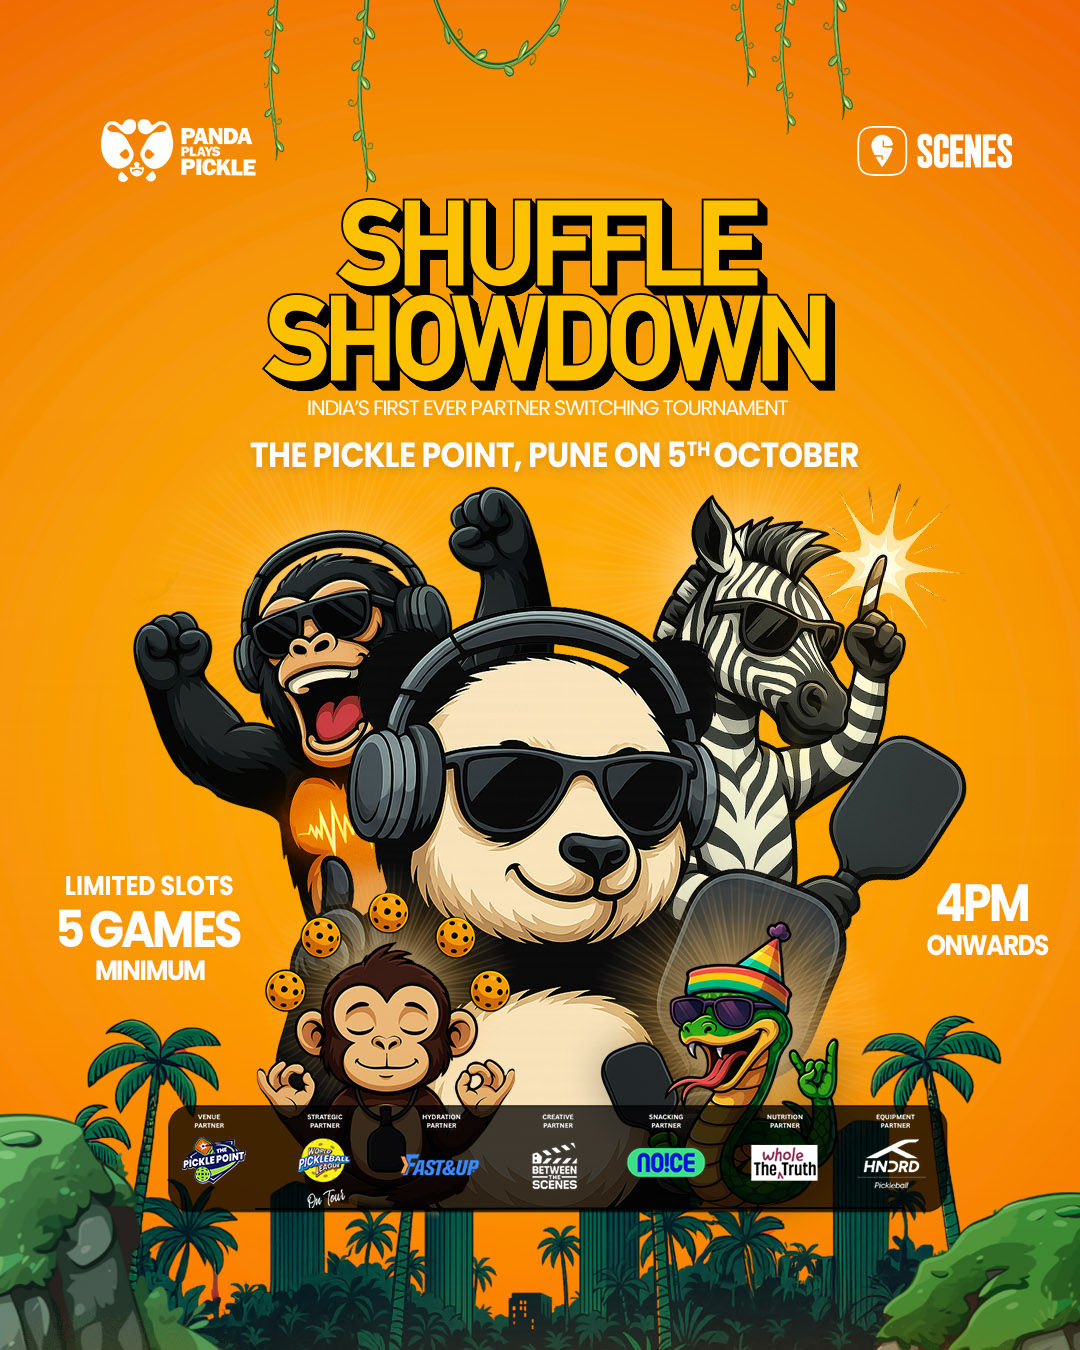 PANDA
PLAYS
PICKLE
SCENES
SHUFFLE
SHOWDOWN
INDIA'S FIRST EVER PARTNER SWITCHING TOURNAMENT
THE PICKLE POINT, PUNE ON 5TH OCTOBER
LIMITED SLOTS
5 GAMES
MINIMUM
4PM
ONWARDS
VENUE
PARTNER
THE
PICKLE POINT
STRATEGIC
PARTNER
WORLD
PICKLEBALL
LEAGUE
On Tour
HYDRATION
PARTNER
FAST&UP
CREATIVE
PARTNER
BETWEEN
THE
SCENES
SNACKING
PARTNER
NO!CE
NUTRITION
PARTNER
whole
The Truth
EQUIPMENT
PARTNER
HNDRD
Pickleball